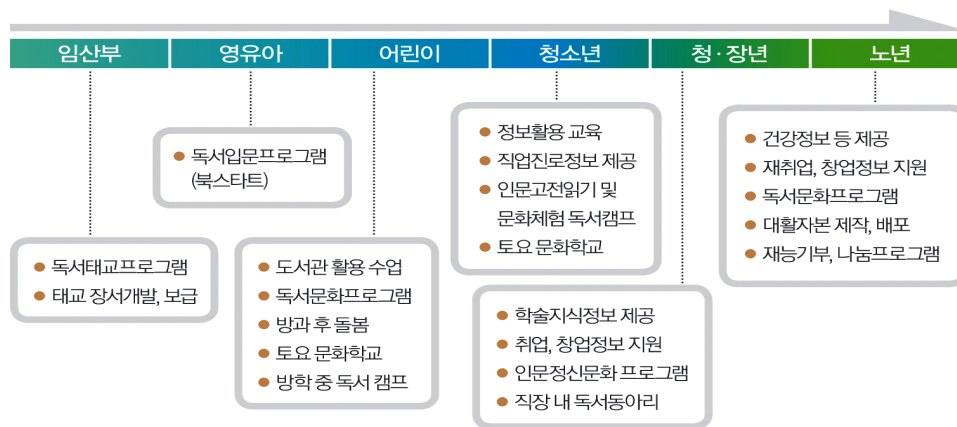 임산부
영유아
어린이
청소년
청·장년
노년
독서태교프로그램
태교 장서개발, 보급
독서입문프로그램
(북스타트)
도서관 활용 수업
독서문화프로그램
방과 후 돌봄
토요 문화학교
방학 중 독서 캠프
정보활용 교육
직업진로정보 제공
인문고전읽기 및
문화체험 독서캠프
토요 문화학교
학술지식정보 제공
취업, 창업정보 지원
인문정신문화 프로그램
직장 내 독서동아리
건강정보 등 제공
재취업, 창업정보 지원
독서문화프로그램
대활자본 제작, 배포
재능기부, 나눔프로그램